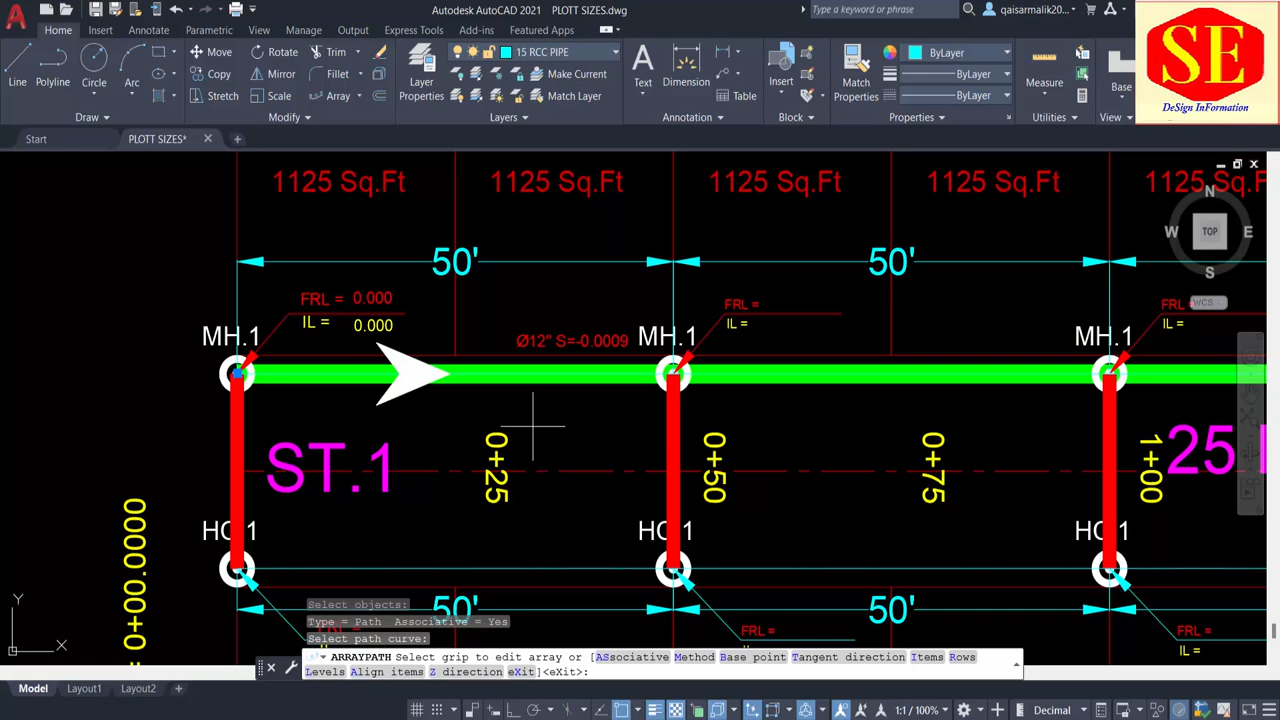 Autodesk AutoCAD 2021 PLOTT SIZES.dwg
Type a keyword or phrase
qaisarmalik20...
Home Insert Annotate Parametric View Manage Output Express Tools Add-ins Featured Apps
Line Polyline Circle Arc
Move Rotate Trim
Copy Mirror Fillet
Stretch Scale Array
Draw Modify
Layer Properties
15 RCC PIPE
Make Current
Match Layer
Layers
Text Dimension Table
Annotation
Insert
Block
Match Properties
ByLayer
ByLayer
ByLayer
Properties
Measure
Utilities
Base
View
SE
DeSign InFormation
Start PLOTT SIZES*
1125 Sq.Ft 1125 Sq.Ft 1125 Sq.Ft 1125 Sq.Ft 1125 Sq.Ft
N
W TOP E
S
WCS
50' 50'
FRL = 0.000
IL = 0.000
FRL =
IL =
FRL =
IL =
MH.1 MH.1 MH.1
Ø12" S=-0.0009
ST.1
0+25 0+50 0+75 1+00
25
0+00.0000
HC.1 HC.1 HC.1
50' 50'
FRL =
FRL =
IL =
Y
X
Select objects:
Type = Path Associative = Yes
Select path curve:
ARRAYPATH Select grip to edit array or [ASsociative Method Base point Tangent direction Items Rows
Levels Align items Z direction eXit]<eXit>:
Model Layout1 Layout2
1:1 / 100% Decimal